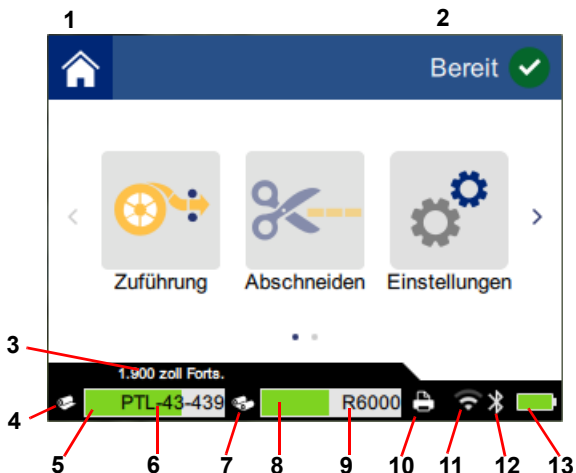 1 2
Bereit
Zuführung Abschneiden Einstellungen
3
1.900 zoll Forts.
PTL-43-439 R6000
4
5 6 7 8 9 10 11 12 13